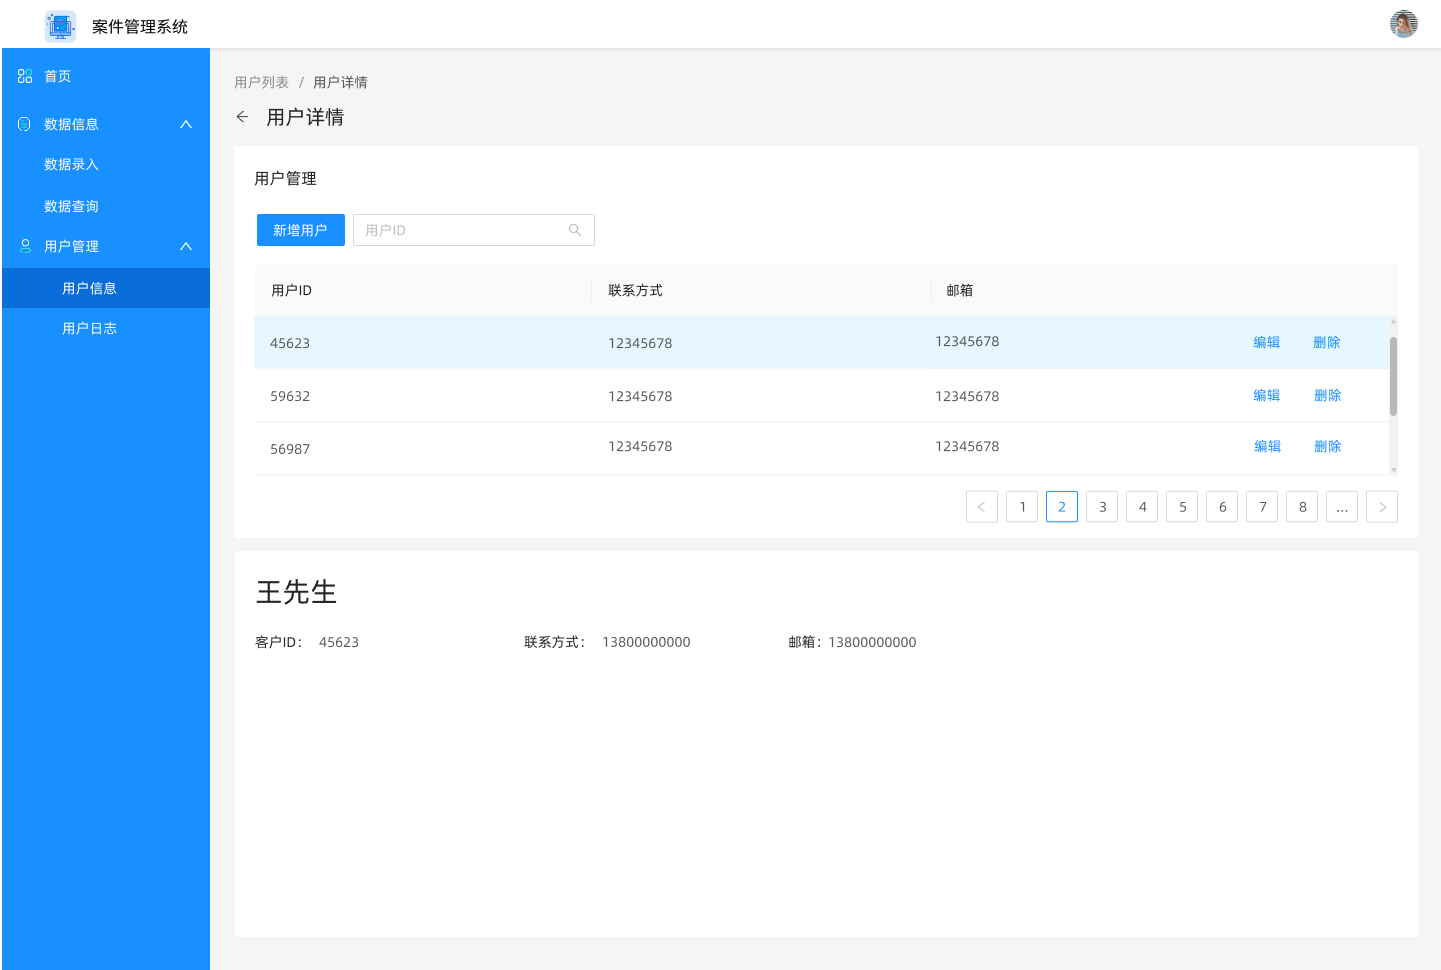 案件管理系统
首页
数据信息
数据录入
数据查询
用户管理
用户信息
用户日志
用户列表 / 用户详情
用户详情
用户管理
新增用户 用户ID
用户ID 联系方式 邮箱
45623 12345678 12345678 编辑 删除
59632 12345678 12345678 编辑 删除
56987 12345678 12345678 编辑 删除
< 1 2 3 4 5 6 7 8 ... >
王先生
客户ID： 45623 联系方式： 13800000000 邮箱：13800000000